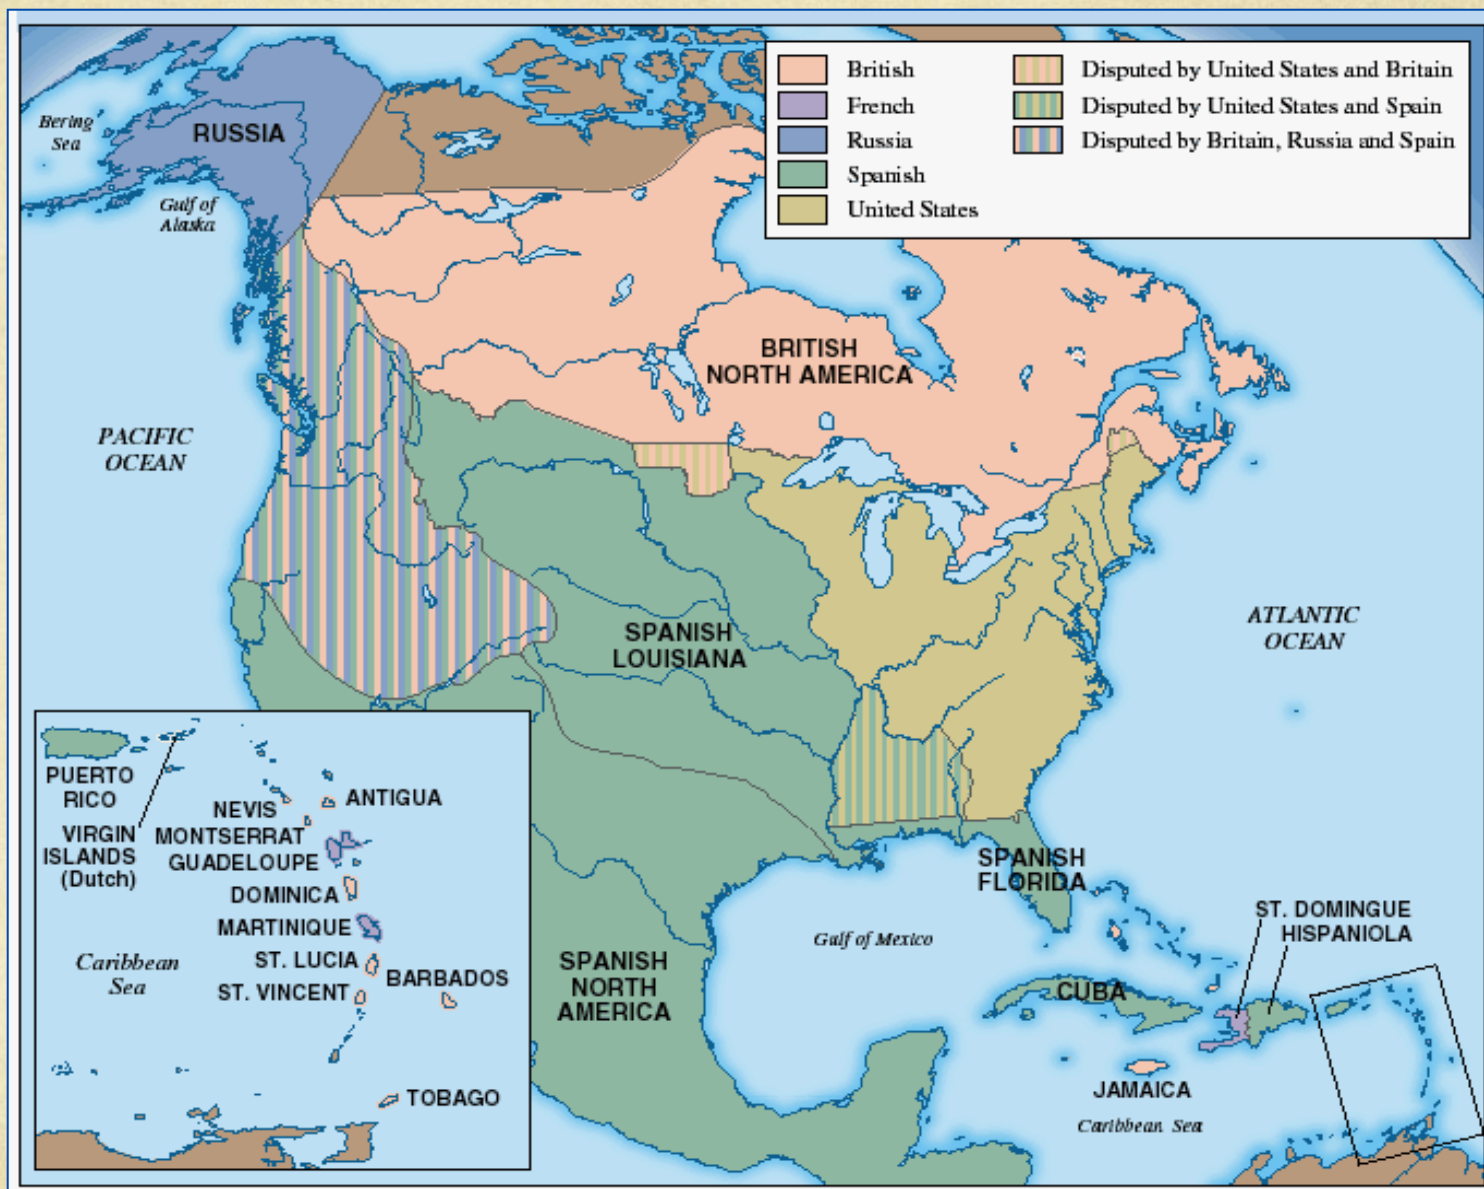 British
French
Russia
Spanish
United States
Disputed by United States and Britain
Disputed by United States and Spain
Disputed by Britain, Russia and Spain
Bering
Sea
RUSSIA
Gulf of
Alaska
BRITISH
NORTH AMERICA
PACIFIC
OCEAN
ATLANTIC
OCEAN
SPANISH
LOUISIANA
SPANISH
FLORIDA
Gulf of Mexico
SPANISH
NORTH
AMERICA
CUBA
ST. DOMINGUE
HISPANIOLA
JAMAICA
Caribbean Sea
PUERTO
RICO
VIRGIN
ISLANDS
(Dutch)
NEVIS
ANTIGUA
MONTSERRAT
GUADELOUPE
DOMINICA
MARTINIQUE
ST. LUCIA
BARBADOS
ST. VINCENT
Caribbean
Sea
TOBAGO